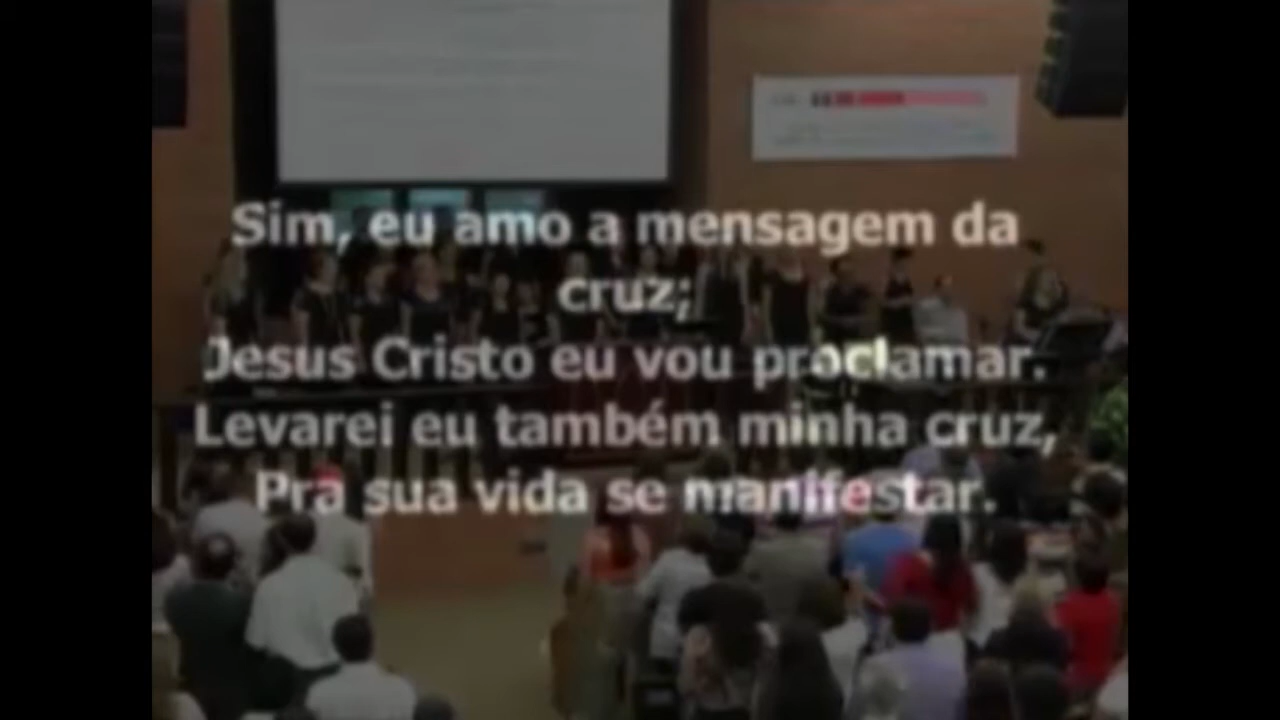 Sim, eu amo a mensagem da
cruz;
Jesus Cristo eu vou proclamar.
Levarei eu também minha cruz,
Pra sua vida se manifestar.